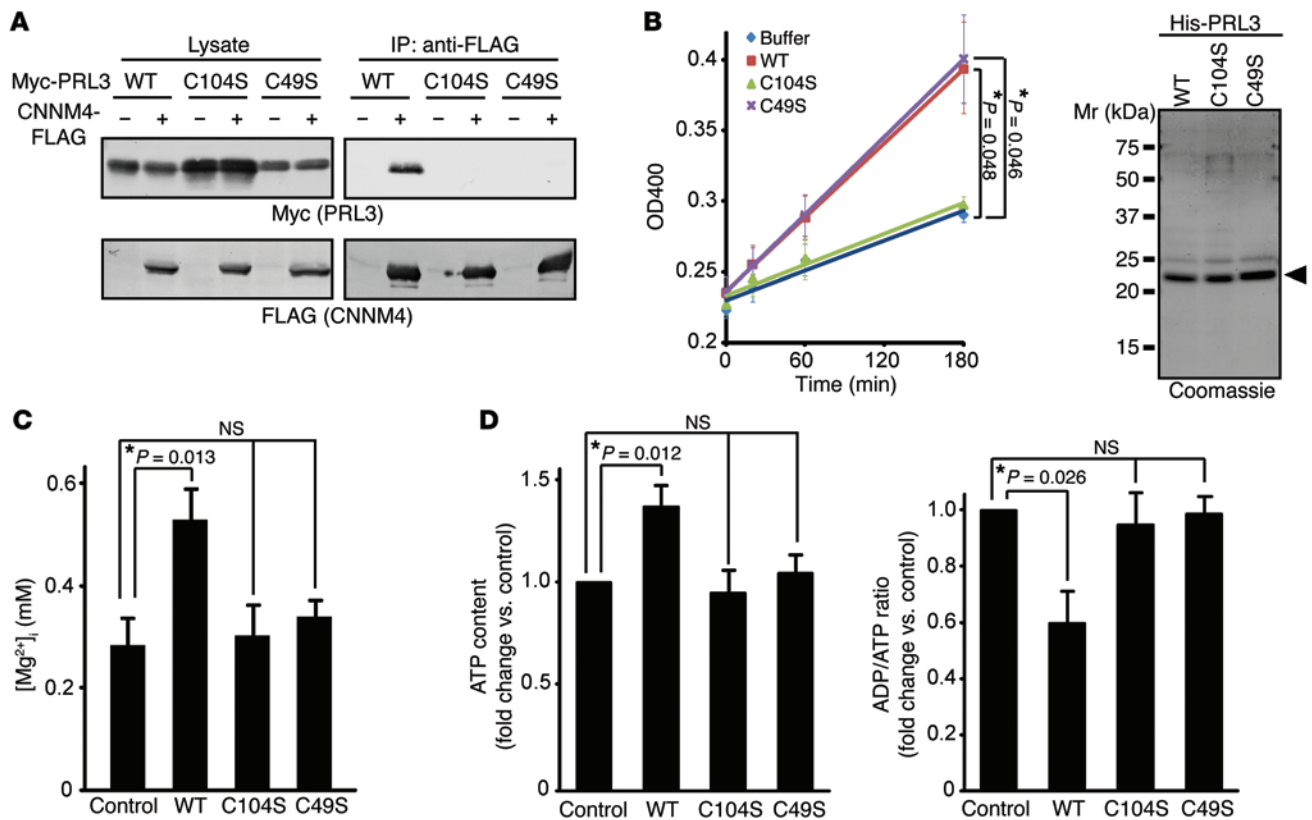 A
Lysate IP: anti-FLAG
Myc-PRL3 WT C104S C49S WT C104S C49S
CNNM4-FLAG – + – + – + – + – + – +
Myc (PRL3)
FLAG (CNNM4)
B
Buffer
WT
C104S
C49S
* P = 0.046
* P = 0.048
OD400
0.4
0.35
0.3
0.25
0.2
0 60 120 180
Time (min)
His-PRL3
WT C104S C49S
Mr (kDa)
75
50
37
25
20
15
Coomassie
C
NS
* P = 0.013
[Mg²⁺]i (mM)
0.6
0.4
0.2
0
Control WT C104S C49S
D
NS
* P = 0.012
ATP content
(fold change vs. control)
1.5
1.0
0.5
0
Control WT C104S C49S
NS
* P = 0.026
ADP/ATP ratio
(fold change vs. control)
1.0
0.8
0.6
0.4
0.2
0
Control WT C104S C49S